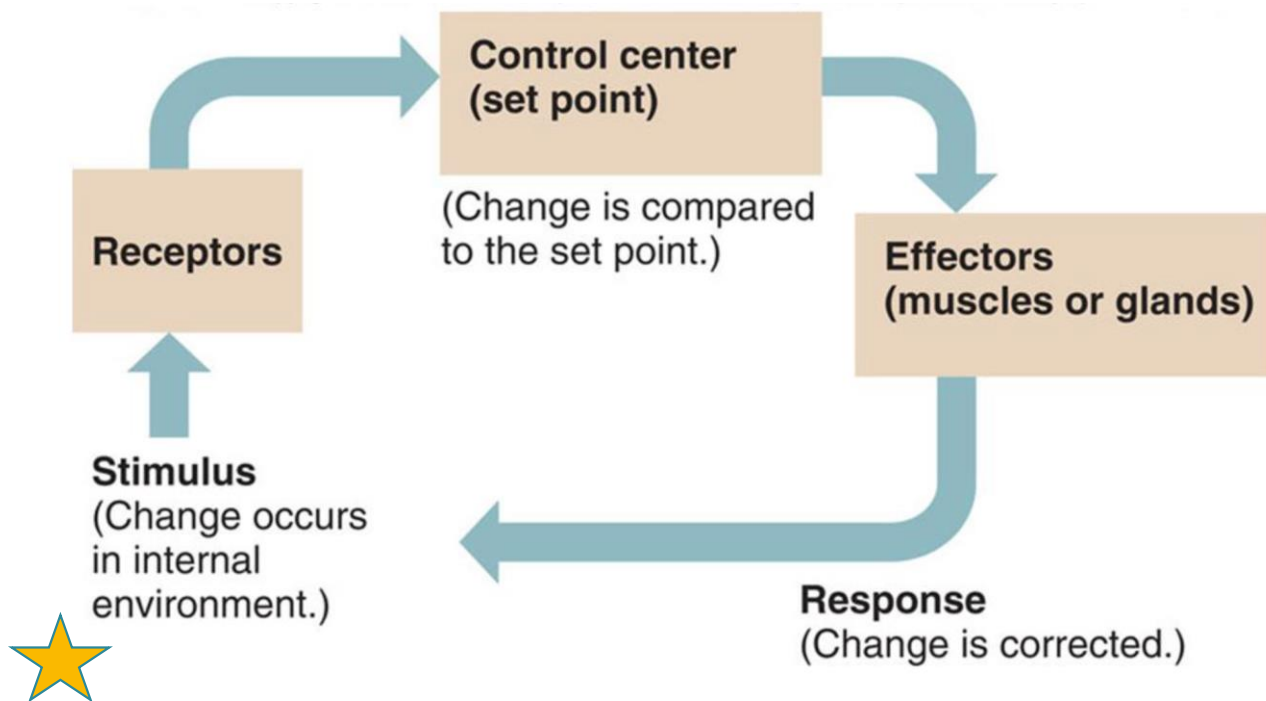 Control center
(set point)
(Change is compared
to the set point.)
Receptors
Effectors
(muscles or glands)
Stimulus
(Change occurs
in internal
environment.)
Response
(Change is corrected.)